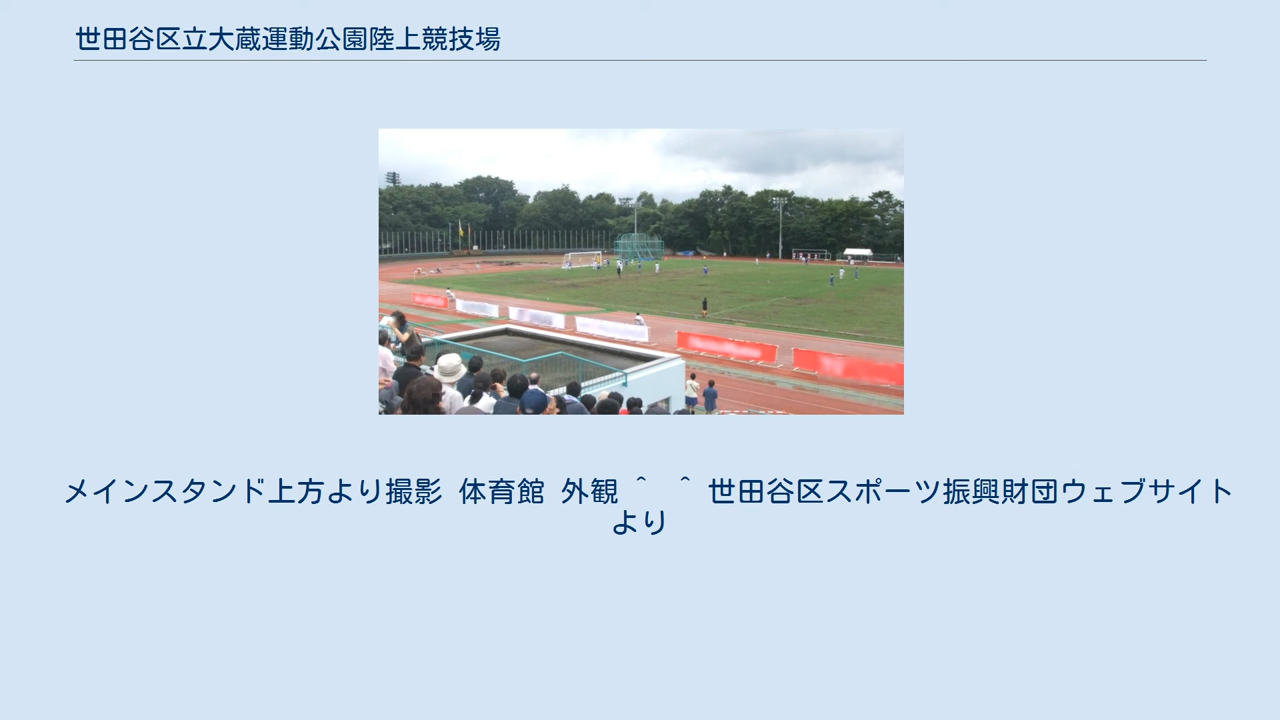 世田谷区立大蔵運動公園陸上競技場
メインスタンド上方より撮影 体育館 外観 ^ ^ 世田谷区スポーツ振興財団ウェブサイト
より